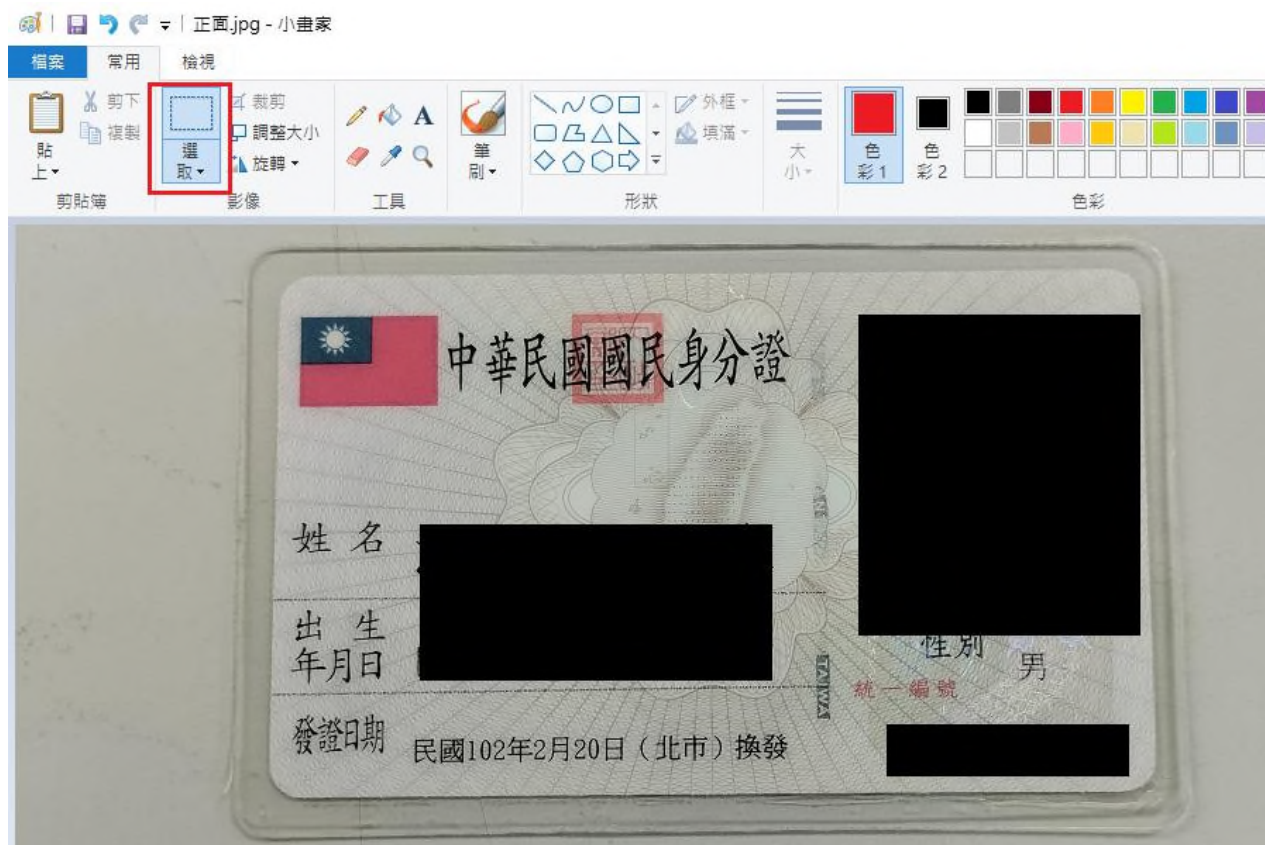 正面.jpg - 小畫家
檔案 常用 檢視
貼上
剪下
複製
剪貼簿
選取
裁剪
調整大小
旋轉
影像
A
工具
筆刷
外框
填滿
形狀
大小
色彩 1
色彩 2
色彩
中華民國國民身分證
姓 名
出 生
年月日
性別 男
統一編號
發證日期 民國102年2月20日（北市）換發
TAIWA